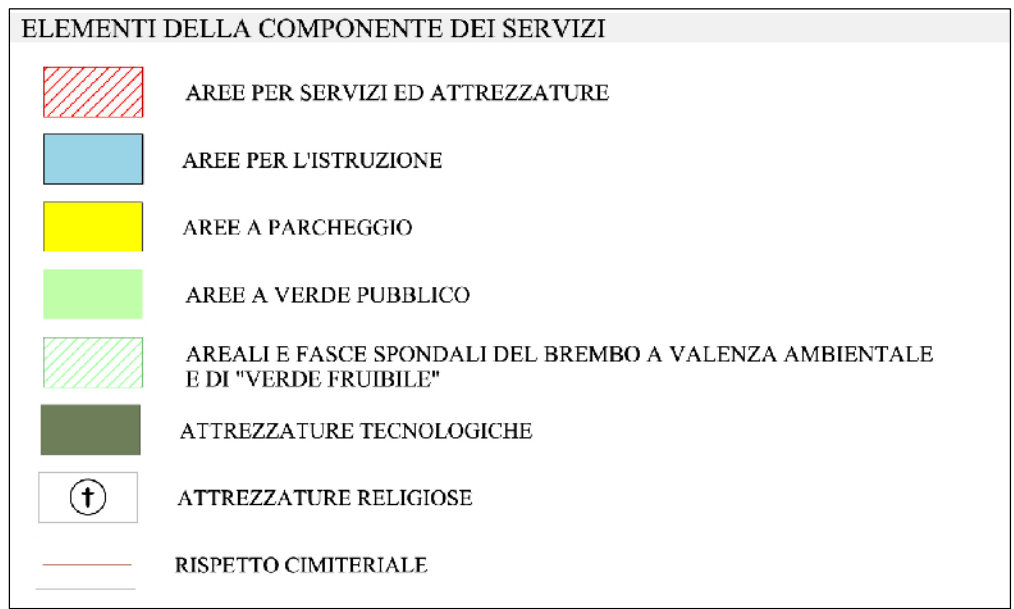 ELEMENTI DELLA COMPONENTE DEI SERVIZI
AREE PER SERVIZI ED ATTREZZATURE
AREE PER L'ISTRUZIONE
AREE A PARCHEGGIO
AREE A VERDE PUBBLICO
AREALI E FASCE SPONDALI DEL BREMBO A VALENZA AMBIENTALE
E DI "VERDE FRUIBILE"
ATTREZZATURE TECNOLOGICHE
ATTREZZATURE RELIGIOSE
RISPETTO CIMITERIALE